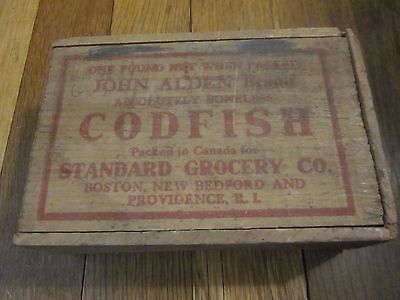 ONE POUND NET WHEN PACKED
JOHN ALDEN Brand
ABSOLUTELY BONELESS
CODFISH
Packed in Canada for
STANDARD GROCERY CO.
BOSTON, NEW BEDFORD AND
PROVIDENCE, R. I.